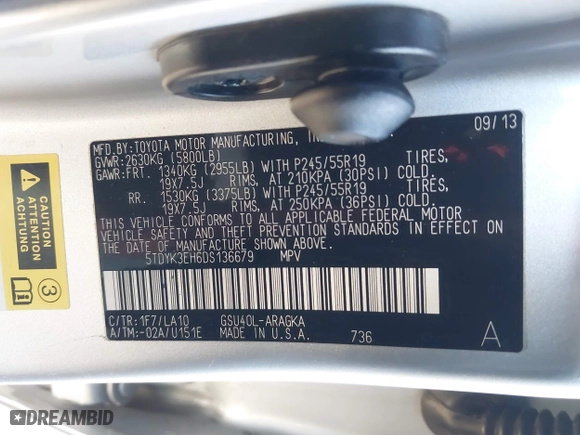 09/13
MFD.BY:TOYOTA MOTOR MANUFACTURING, IN
GVWR:2630KG (5800LB)
GAWR:FRT. 1340KG (2955LB) WITH P245/55R19 TIRES,
19X7.5J RIMS, AT 210KPA (30PSI) COLD.
RR. 1530KG (3375LB) WITH P245/55R19 TIRES,
19X7.5J RIMS, AT 250KPA (36PSI) COLD.
THIS VEHICLE CONFORMS TO ALL APPLICABLE FEDERAL MOTOR
VEHICLE SAFETY AND THEFT PREVENTION STANDARDS IN EFFECT ON
THE DATE OF MANUFACTURE SHOWN ABOVE.
5TDYK3EH6DS136679 MPV
C/TR:1F7/LA10 GSU40L-ARAGKA
A/TM:-02A/U151E MADE IN U.S.A. 736 A
CAUTION 3
DREAMBID